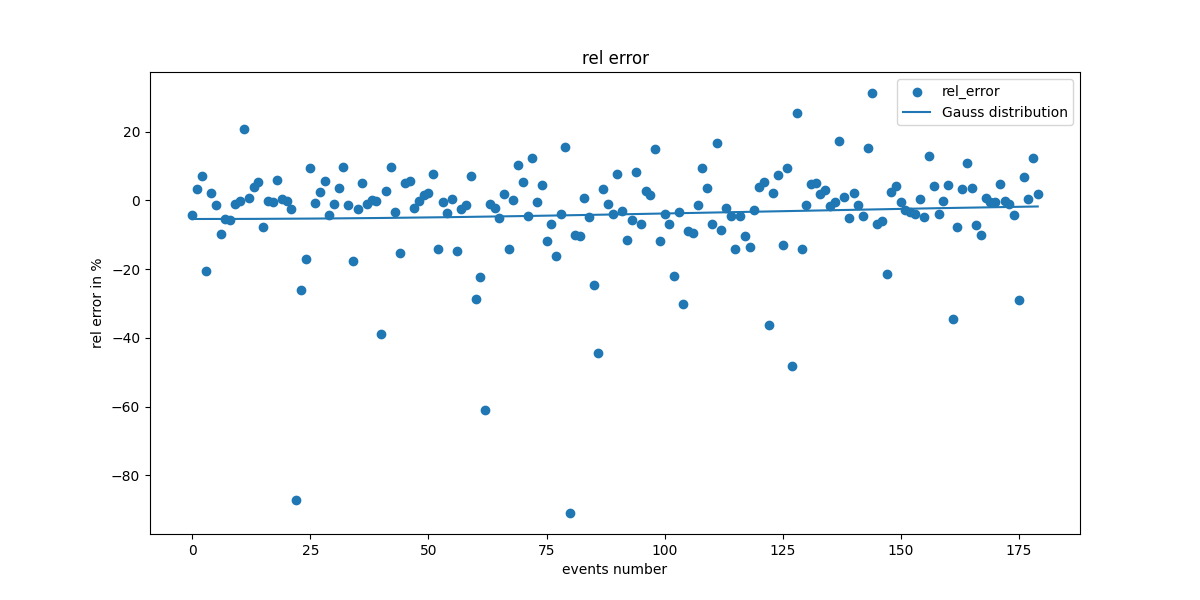 rel error
rel_error
Gauss distribution
20
0
−20
−40
−60
−80
rel error in %
0
25
50
75
100
125
150
175
events number